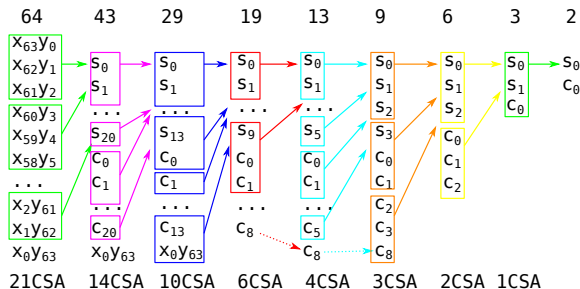 64 43 29 19 13 9 6 3 2
x₆₃y₀ s₀ s₀ s₀ s₀ s₀ s₀ s₀ s₀
x₆₂y₁ s₁ s₁ s₁ s₁ s₁ s₁ s₁ c₀
x₆₁y₂ ... ... ... ... s₂ s₂ c₀
x₆₀y₃ s₂₀ s₁₃ s₉ s₅ s₃ c₀
x₅₉y₄ c₀ c₀ c₀ c₀ c₀ c₁
x₅₈y₅ c₁ c₁ c₁ c₁ c₁ c₂
... ... ... ... ... c₂
x₂y₆₁ c₂₀ c₁₃ c₈ c₅ c₃
x₁y₆₂ x₀y₆₃ x₀y₆₃ c₈ c₈
x₀y₆₃
21CSA 14CSA 10CSA 6CSA 4CSA 3CSA 2CSA 1CSA